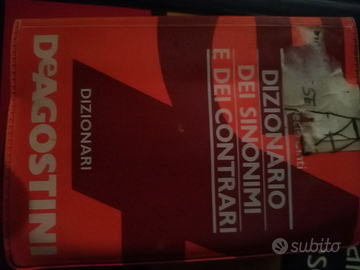 DIZIONARIO
DEI SINONIMI
E DEI CONTRARI
DIZIONARI
DEAGOSTINI
subito